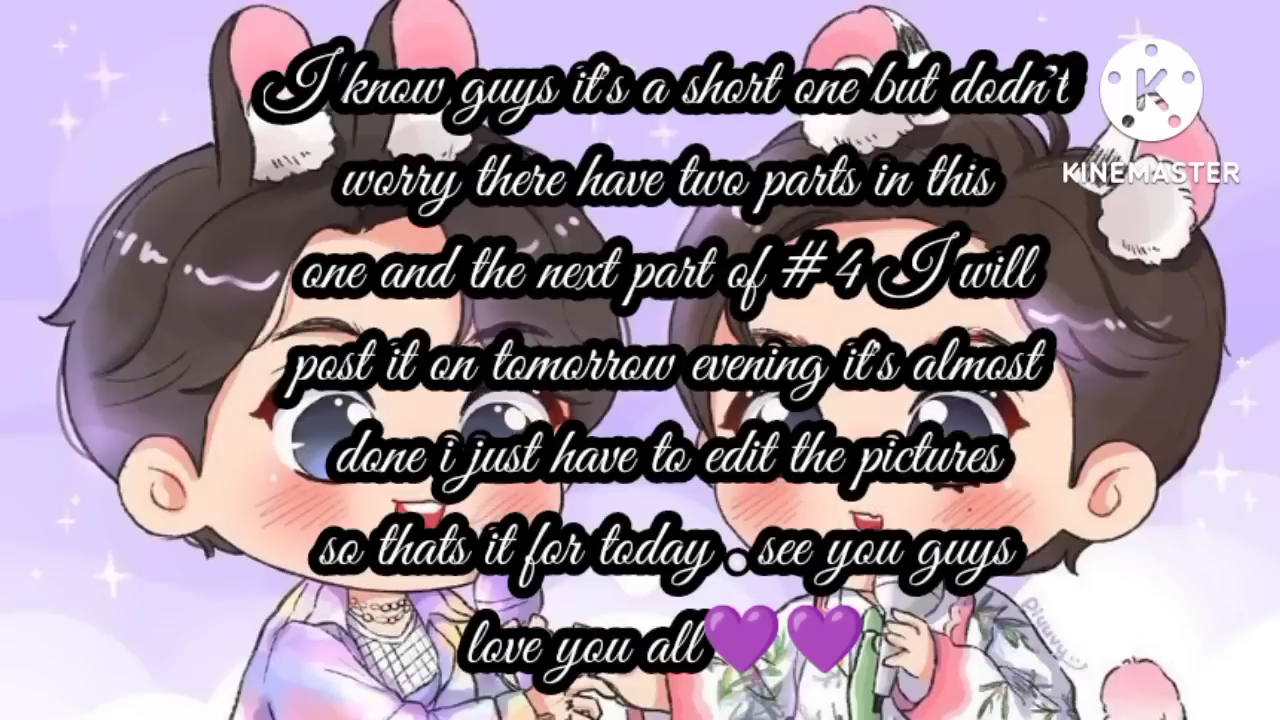 I know guys it's a short one but dodn't
K
KINEMASTER
worry there have two parts in this
one and the next part of #4 I will
post it on tomorrow evening it's almost
done i just have to edit the pictures
so thats it for today . see you guys
love you all💜💜